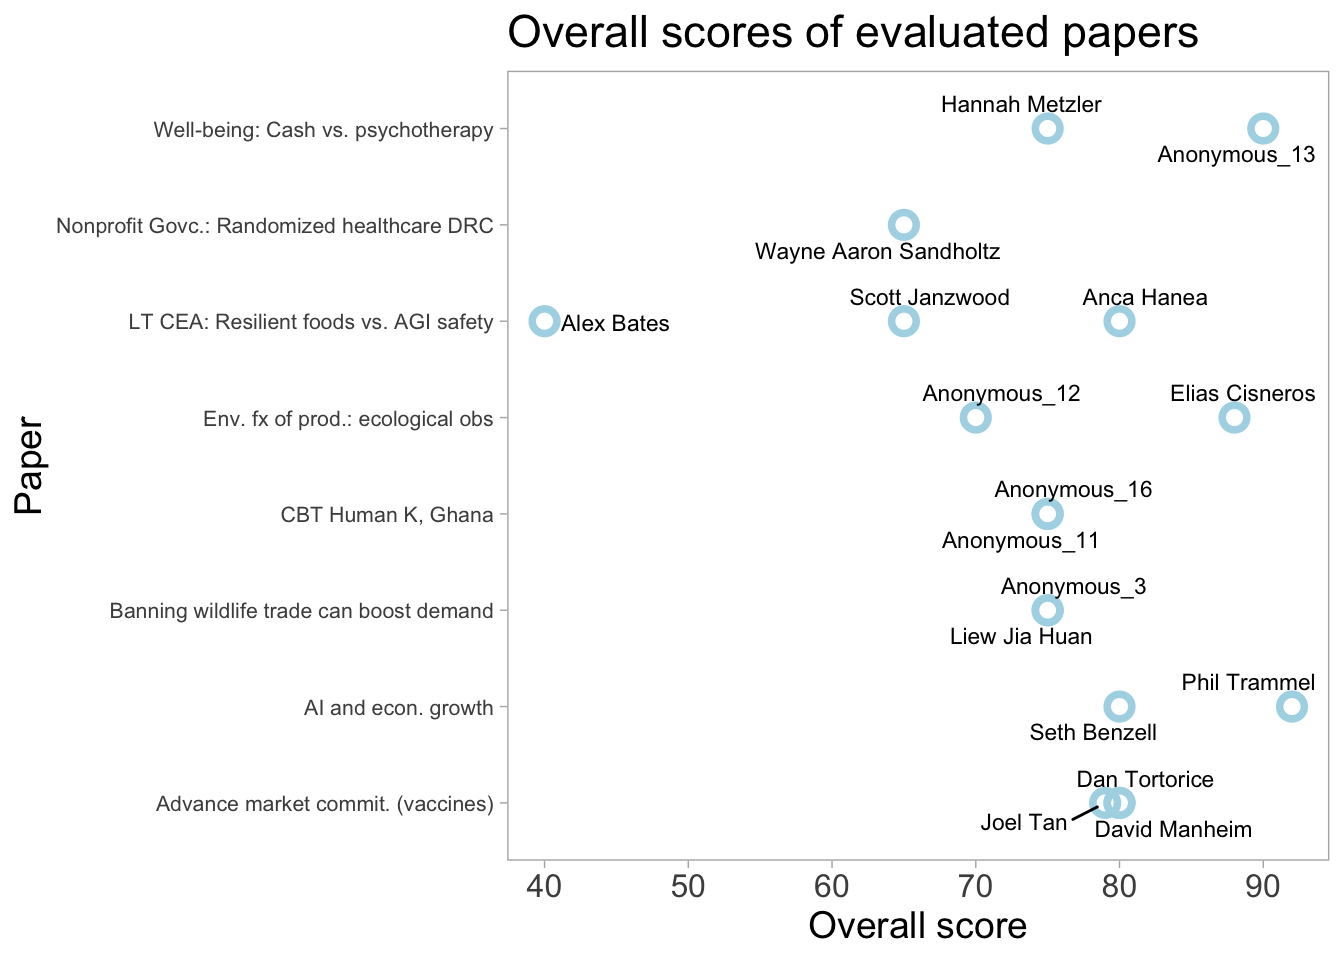 Overall scores of evaluated papers
Hannah Metzler
Well-being: Cash vs. psychotherapy
Anonymous_13
Nonprofit Govc.: Randomized healthcare DRC
Wayne Aaron Sandholtz
Scott Janzwood
Anca Hanea
LT CEA: Resilient foods vs. AGI safety
Alex Bates
Anonymous_12
Elias Cisneros
Env. fx of prod.: ecological obs
Paper
Anonymous_16
CBT Human K, Ghana
Anonymous_11
Anonymous_3
Banning wildlife trade can boost demand
Liew Jia Huan
Phil Trammel
AI and econ. growth
Seth Benzell
Dan Tortorice
Advance market commit. (vaccines)
Joel Tan
David Manheim
40 50 60 70 80 90
Overall score